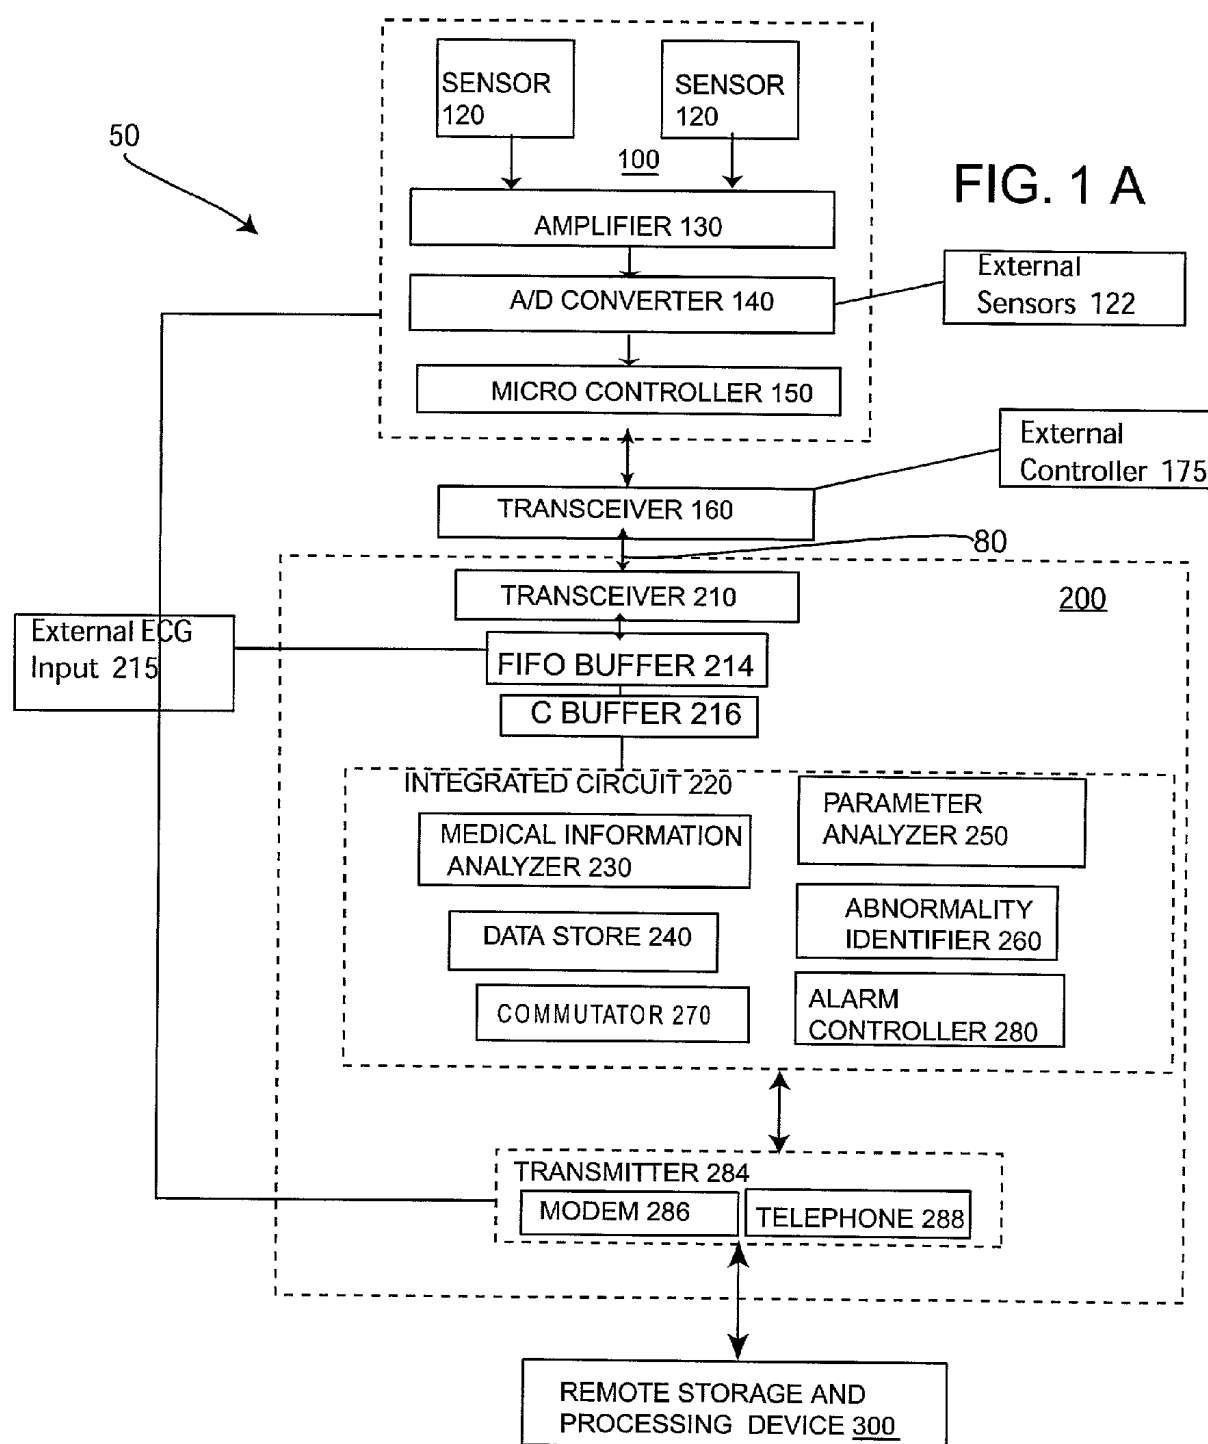 SENSOR
120
SENSOR
120
50
100
FIG. 1 A
AMPLIFIER 130
External
Sensors 122
A/D CONVERTER 140
MICRO CONTROLLER 150
External
Controller 175
TRANSCEIVER 160
80
TRANSCEIVER 210
200
External ECG
Input 215
FIFO BUFFER 214
C BUFFER 216
INTEGRATED CIRCUIT 220
MEDICAL INFORMATION
ANALYZER 230
PARAMETER
ANALYZER 250
DATA STORE 240
ABNORMALITY
IDENTIFIER 260
COMMUTATOR 270
ALARM
CONTROLLER 280
TRANSMITTER 284
MODEM 286
TELEPHONE 288
REMOTE STORAGE AND
PROCESSING DEVICE 300